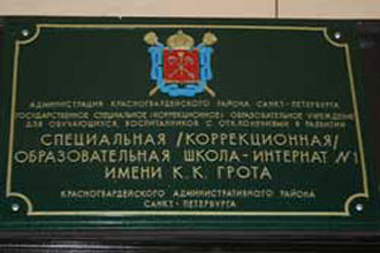 АДМИНИСТРАЦИЯ КРАСНОГВАРДЕЙСКОГО РАЙОНА САНКТ-ПЕТЕРБУРГА
ГОСУДАРСТВЕННОЕ СПЕЦИАЛЬНОЕ (КОРРЕКЦИОННОЕ) ОБРАЗОВАТЕЛЬНОЕ УЧРЕЖДЕНИЕ
ДЛЯ ОБУЧАЮЩИХСЯ, ВОСПИТАННИКОВ С ОТКЛОНЕНИЯМИ В РАЗВИТИИ
СПЕЦИАЛЬНАЯ /КОРРЕКЦИОННАЯ/
ОБРАЗОВАТЕЛЬНАЯ ШКОЛА-ИНТЕРНАТ №1
ИМЕНИ К.К. ГРОТА
КРАСНОГВАРДЕЙСКОГО АДМИНИСТРАТИВНОГО РАЙОНА
САНКТ-ПЕТЕРБУРГА